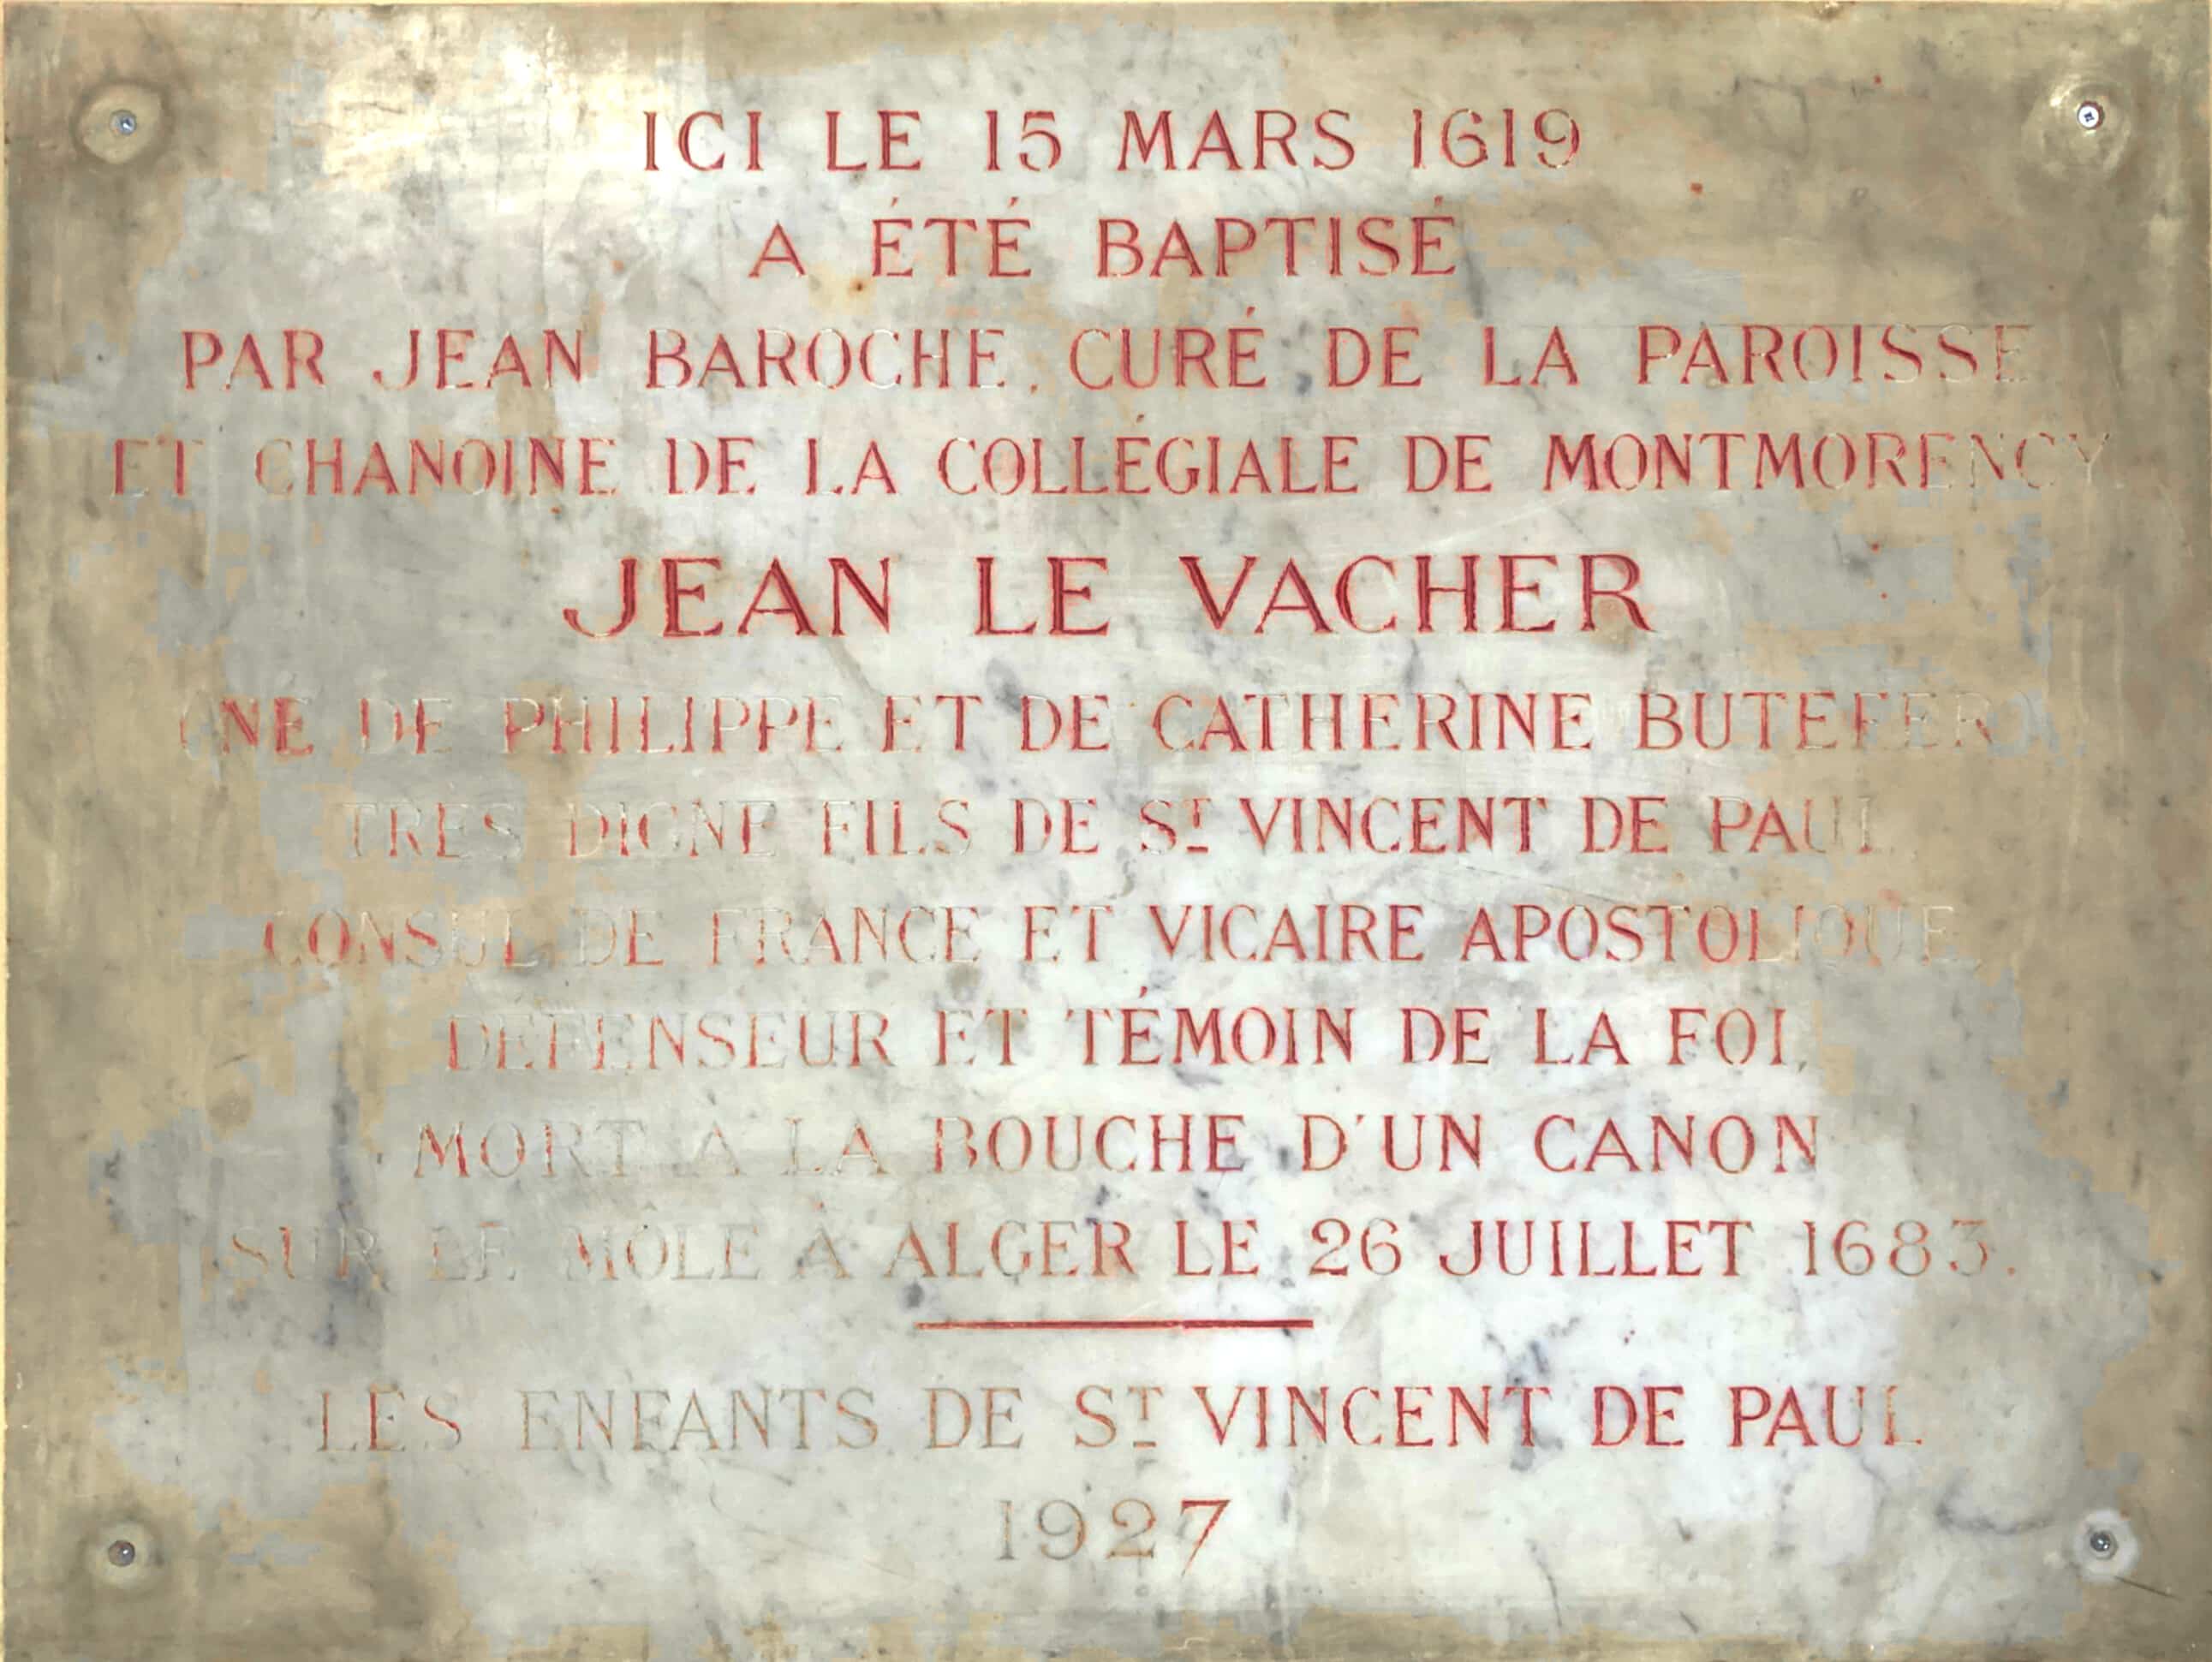 ICI LE 15 MARS 1619
A ÉTÉ BAPTISÉ
PAR JEAN BAROCHE, CURÉ DE LA PAROISSE
ET CHANOINE DE LA COLLÉGIALE DE MONTMORENCY
JEAN LE VACHER
DE PHILIPPE ET DE CATHERINE
TRES DIGNE FILS DE ST VINCENT DE PAUL
CONSUL DE FRANCE ET VICAIRE APOSTOLIQUE,
DÉFENSEUR ET TÉMOIN DE LA FOI,
MORT A LA BOUCHE D'UN CANON
SUR LE MÔLE À ALGER LE 26 JUILLET 1683.
LES ENFANTS DE ST VINCENT DE PAUL
1927